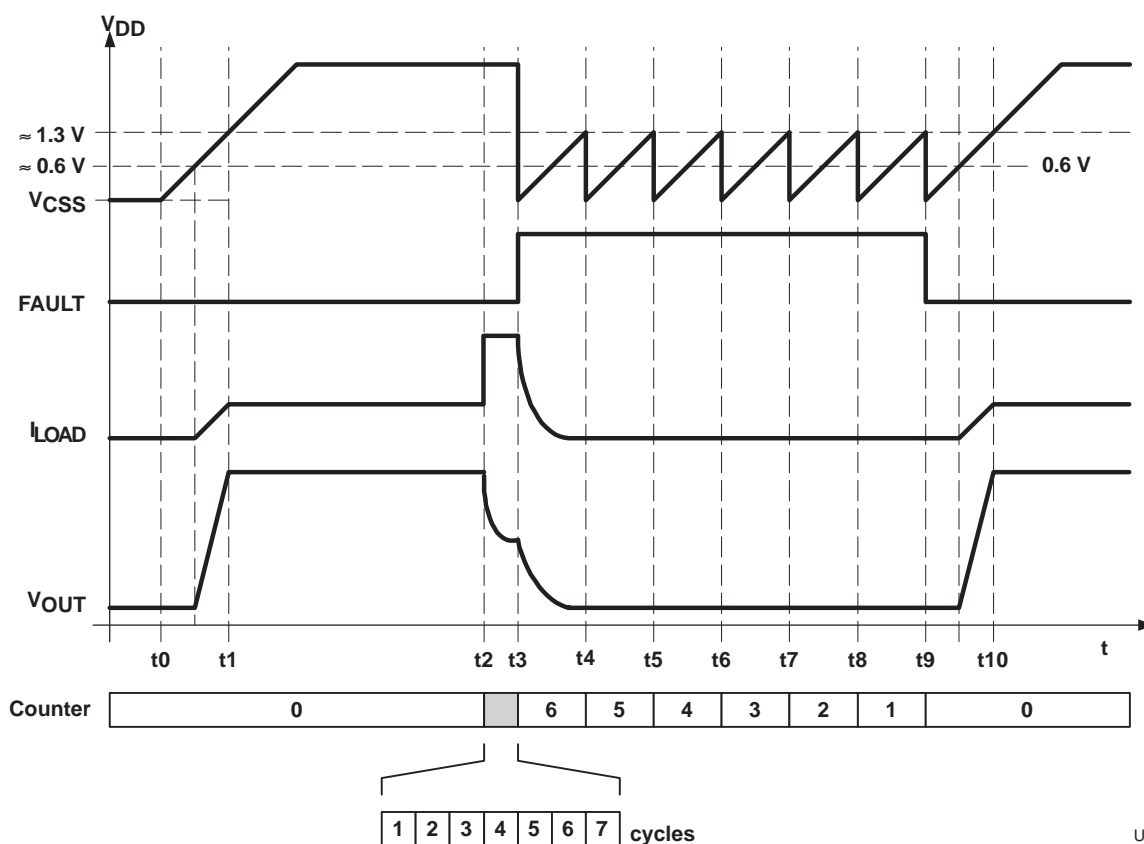 VDD
≈ 1.3 V
≈ 0.6 V
0.6 V
VCSS
FAULT
ILOAD
VOUT
t0 t1 t2 t3 t4 t5 t6 t7 t8 t9 t10 t
Counter 0 6 5 4 3 2 1 0
1 2 3 4 5 6 7 cycles
U